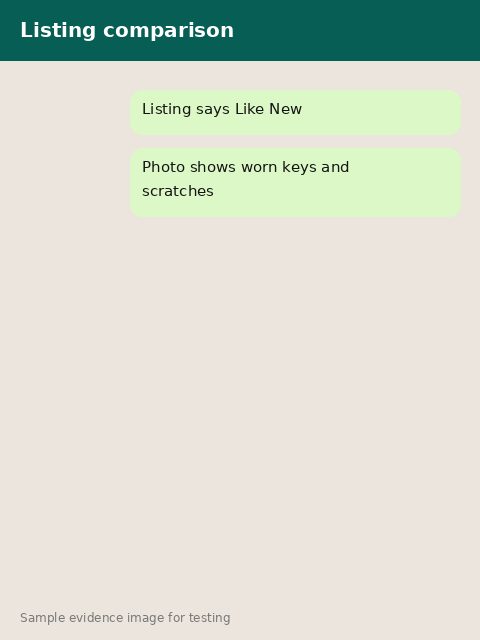 Listing comparison
Listing says Like New
Photo shows worn keys and
scratches
Sample evidence image for testing